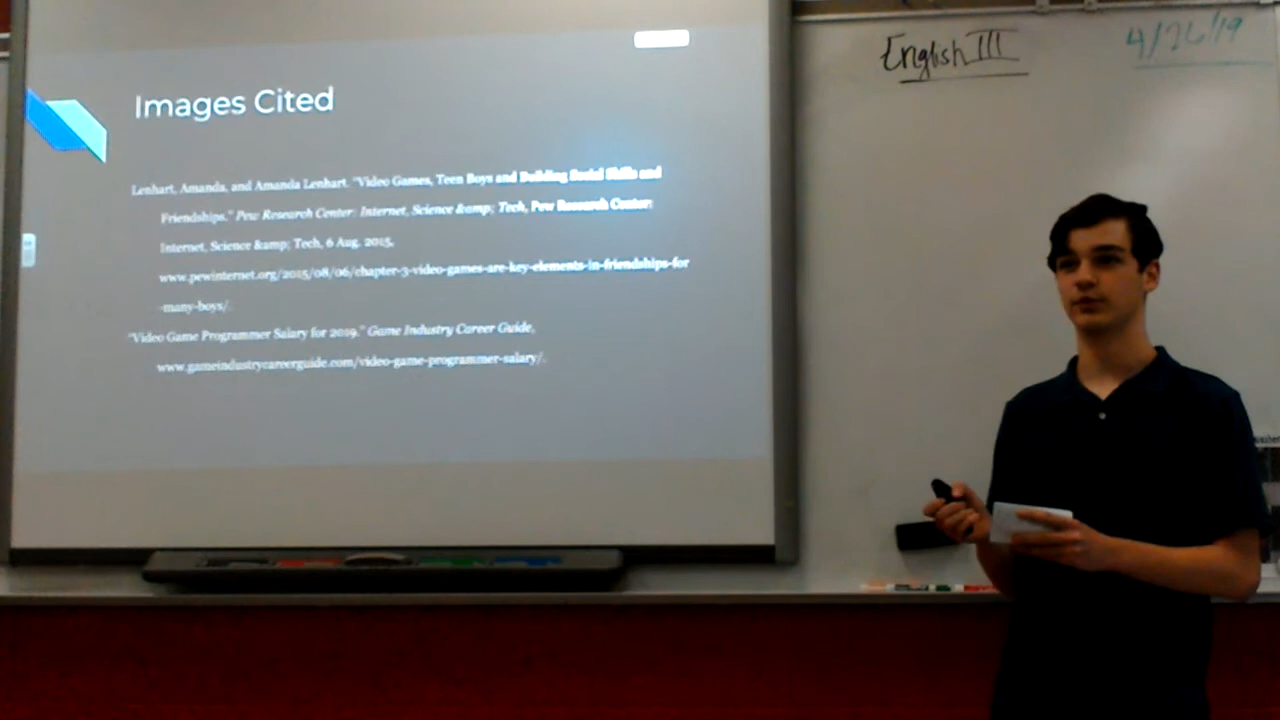 Images Cited
Lenhart, Amanda, and Amanda Lenhart. "Video Games, Teen Boys and Building Social Skills and
Friendships." Pew Research Center: Internet, Science &amp; Tech, Pew Research Center:
Internet, Science &amp; Tech, 6 Aug. 2015,
www.pewinternet.org/2015/08/06/chapter-3-video-games-are-key-elements-in-friendships-for
-many-boys/.
"Video Game Programmer Salary for 2019." Game Industry Career Guide,
www.gameindustrycareerguide.com/video-game-programmer-salary/.
English III
4/26/19